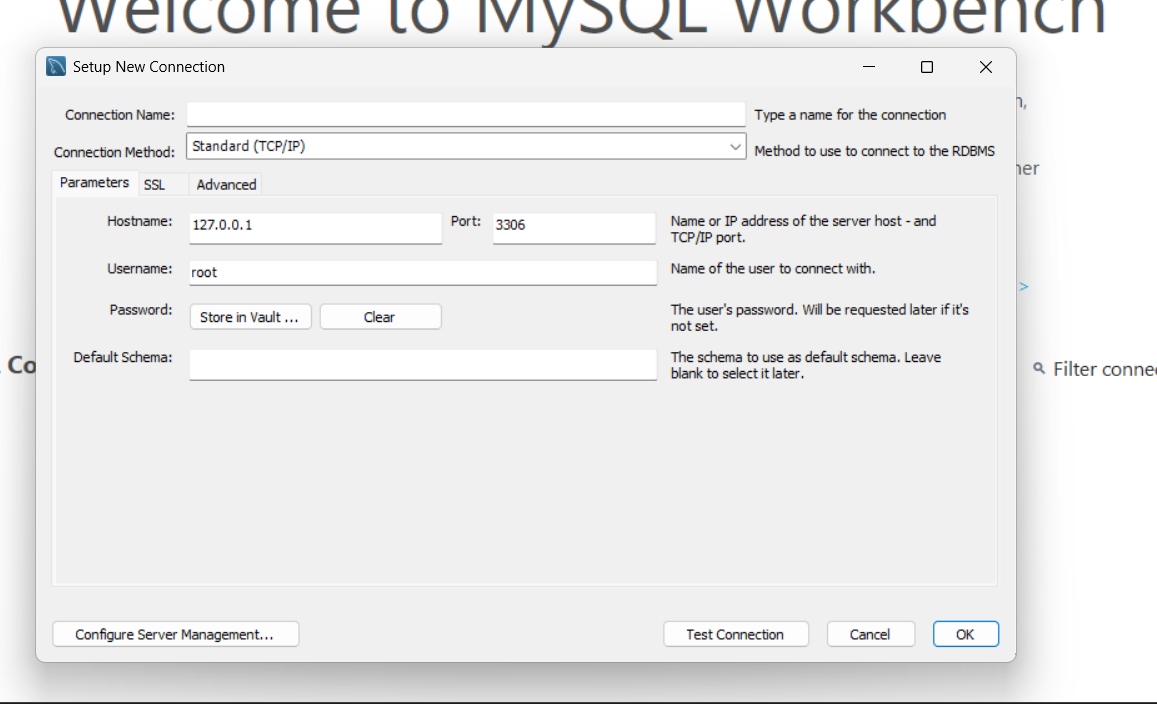 Welcome to MySQL Workbench
Setup New Connection
Connection Name:
Type a name for the connection
Connection Method:
Standard (TCP/IP)
Method to use to connect to the RDBMS
Parameters
SSL
Advanced
Hostname:
127.0.0.1
Port:
3306
Name or IP address of the server host - and
TCP/IP port.
Username:
root
Name of the user to connect with.
Password:
Store in Vault ...
Clear
The user's password. Will be requested later if it's
not set.
Default Schema:
The schema to use as default schema. Leave
blank to select it later.
>
Co
Filter connec
Configure Server Management...
Test Connection
Cancel
OK